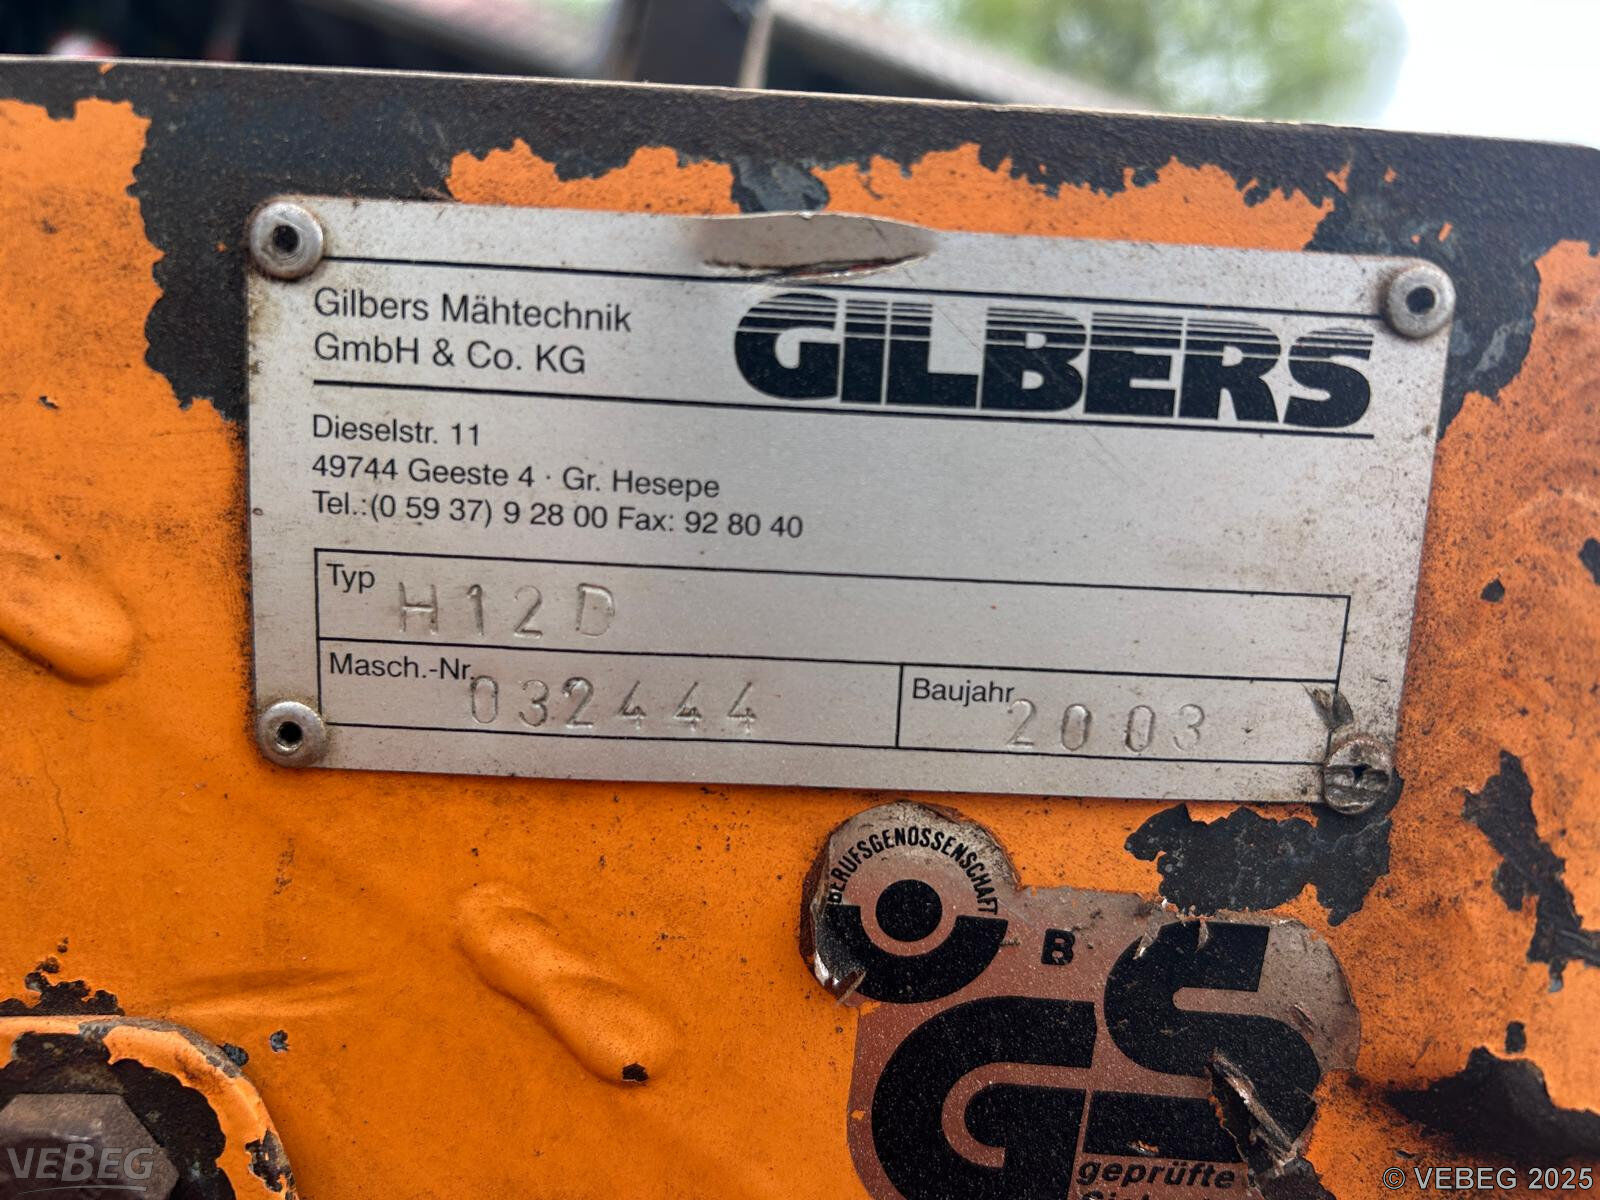 Gilbers Mähtechnik
GmbH & Co. KG
GILBERS
Dieselstr. 11
49744 Geeste 4 · Gr. Hesepe
Tel.:(0 59 37) 9 28 00 Fax: 92 80 40
Typ H12D
Masch.-Nr. 032444
Baujahr 2003
BERUFSGENOSSENSCHAFT
B
GS
geprüfte
VEBEG
© VEBEG 2025